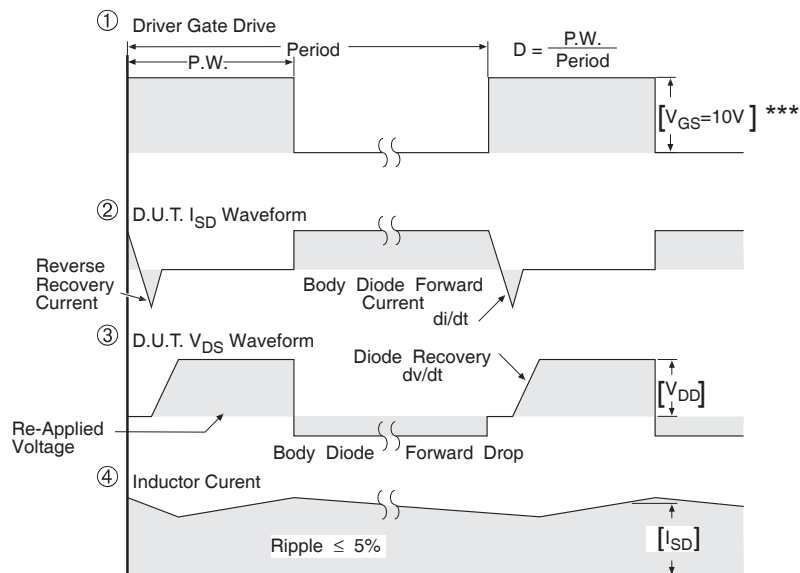 ① Driver Gate Drive
Period
P.W.
D = P.W. / Period
[VGS=10V] ***
② D.U.T. ISD Waveform
Reverse
Recovery
Current
Body Diode Forward
Current
di/dt
③ D.U.T. VDS Waveform
Diode Recovery
dv/dt
[VDD]
Re-Applied
Voltage
Body Diode Forward Drop
④ Inductor Curent
Ripple ≤ 5%
[ISD]